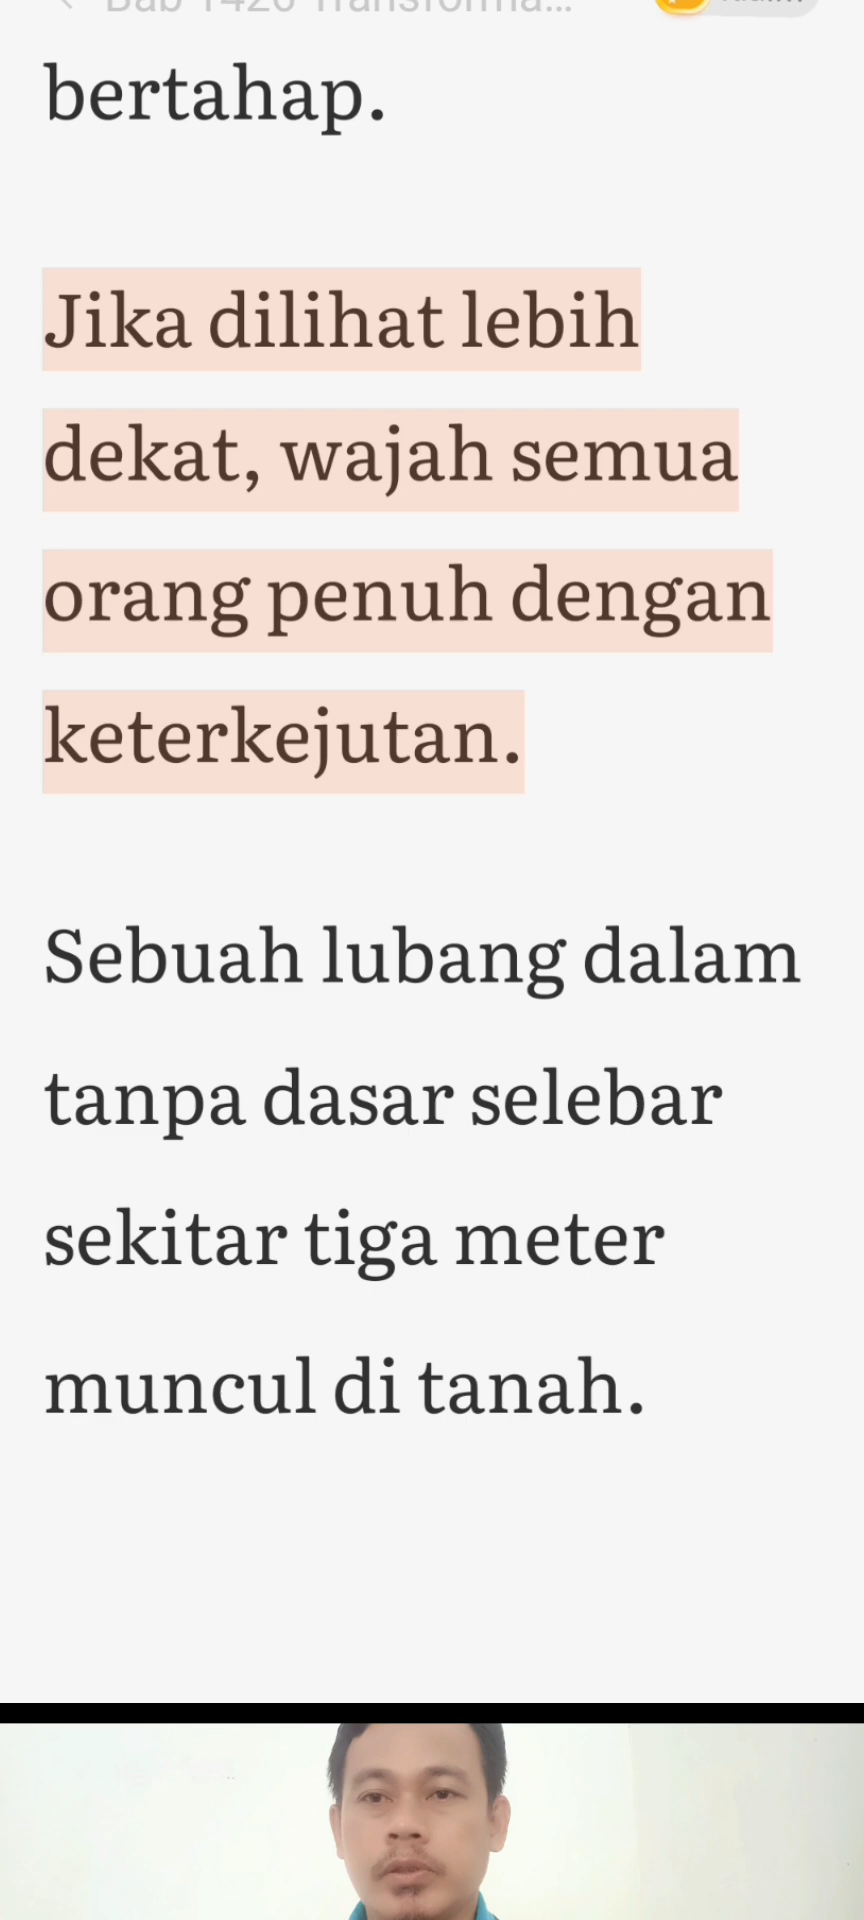 bertahap.
Jika dilihat lebih
dekat, wajah semua
orang penuh dengan
keterkejutan.
Sebuah lubang dalam
tanpa dasar selebar
sekitar tiga meter
muncul di tanah.